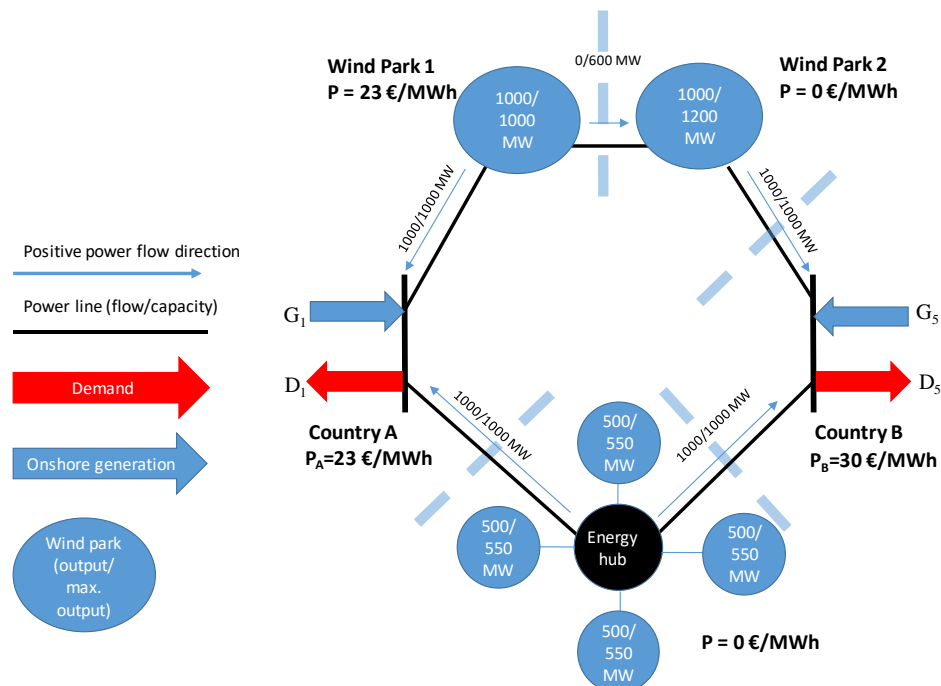 Wind Park 1
P = 23 €/MWh
0/600 MW
Wind Park 2
P = 0 €/MWh
1000/
1000
MW
1000/
1200
MW
1000/1000 MW
1000/1000 MW
Positive power flow direction
Power line (flow/capacity)
Demand
Onshore generation
Wind park
(output/
max.
output)
G1
D1
G5
D5
Country A
PA=23 €/MWh
Country B
PB=30 €/MWh
1000/1000 MW
1000/1000 MW
500/
550
MW
500/
550
MW
Energy
hub
500/
550
MW
500/
550
MW
P = 0 €/MWh